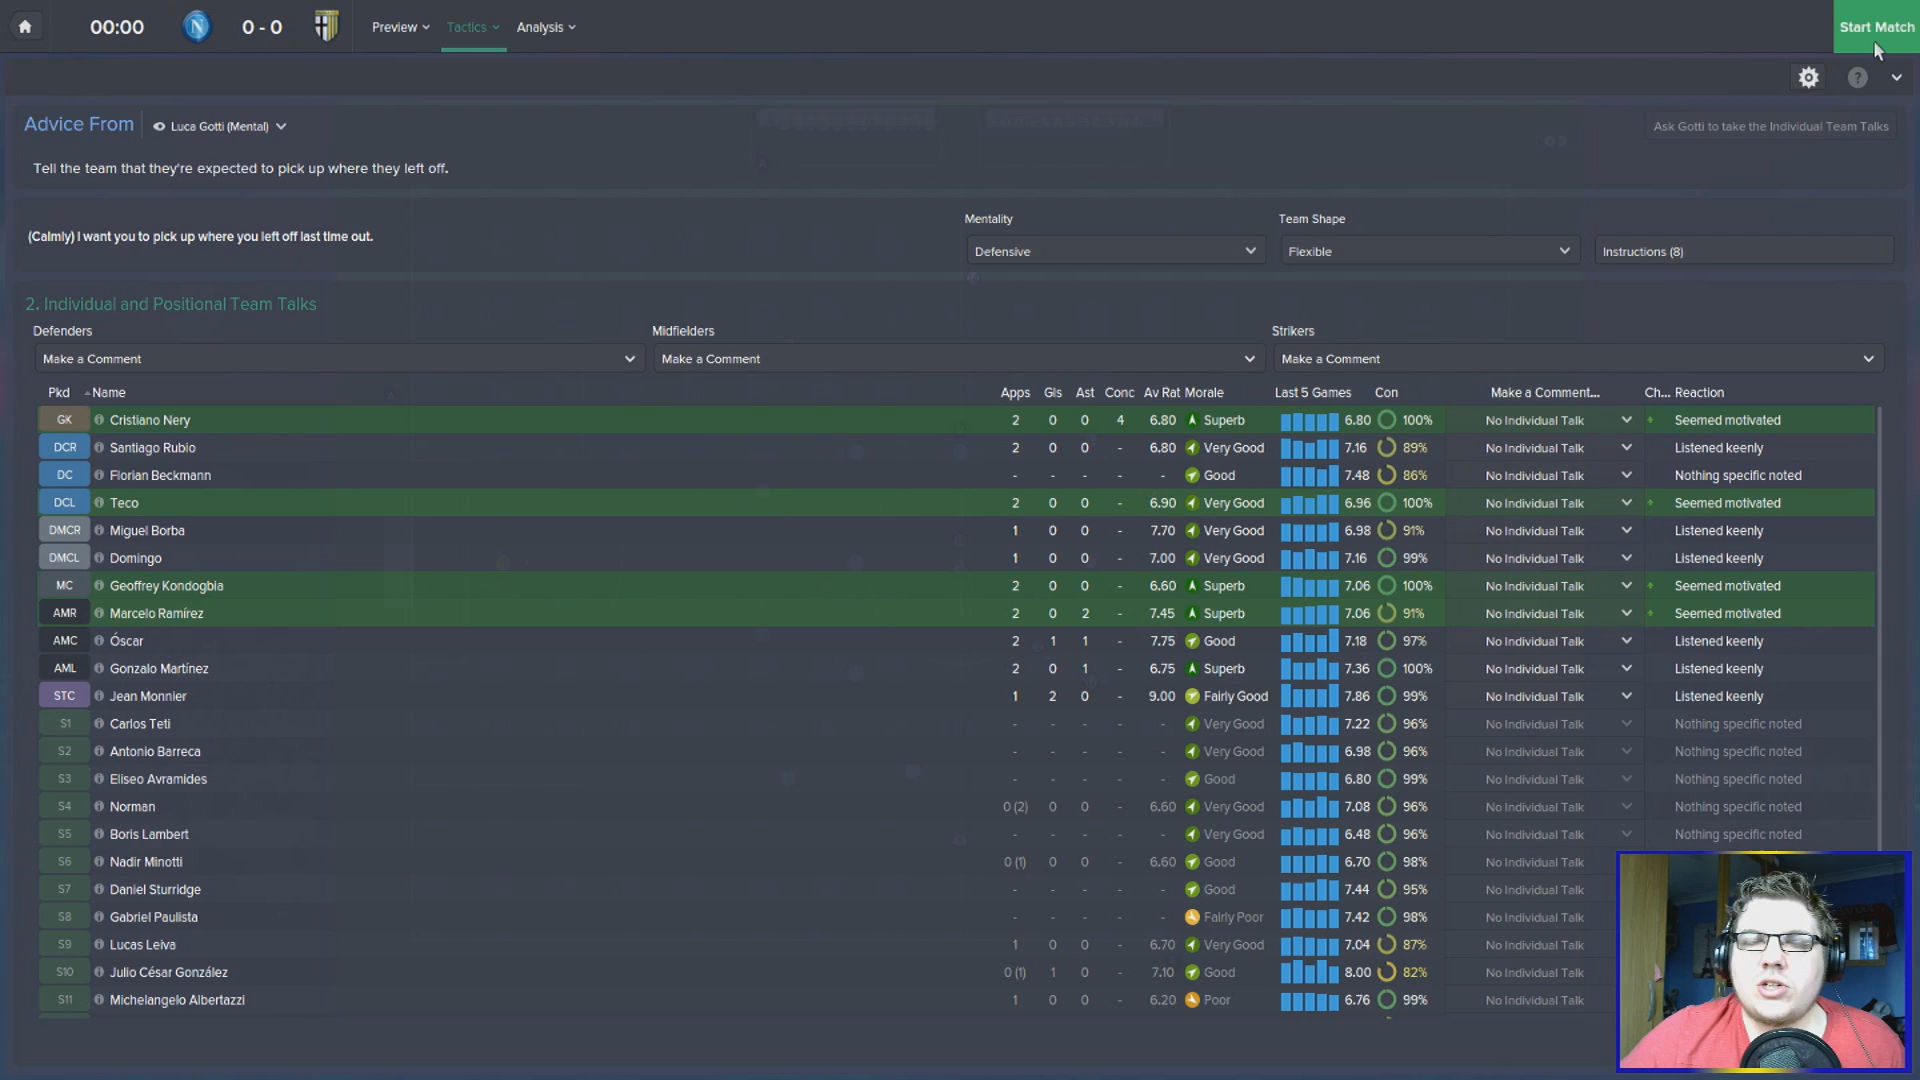 00:00 N 0 - 0 Preview Tactics Analysis Start Match
?
Advice From Luca Gotti (Mental) Ask Gotti to take the Individual Team Talks
Tell the team that they're expected to pick up where they left off.
Mentality Team Shape
(Calmly) I want you to pick up where you left off last time out. Defensive Flexible Instructions (8)
2. Individual and Positional Team Talks
Defenders Midfielders Strikers
Make a Comment Make a Comment Make a Comment
Pkd Name Apps Gls Ast Conc Av Rat Morale Last 5 Games Con Make a Comment... Ch... Reaction
GK Cristiano Nery 2 0 0 4 6.80 Superb 6.80 100% No Individual Talk Seemed motivated
DCR Santiago Rubio 2 0 0 - 6.80 Very Good 7.16 89% No Individual Talk Listened keenly
DC Florian Beckmann - - - - - Good 7.48 86% No Individual Talk Nothing specific noted
DCL Teco 2 0 0 - 6.90 Very Good 6.96 100% No Individual Talk Seemed motivated
DMCR Miguel Borba 1 0 0 - 7.70 Very Good 6.98 91% No Individual Talk Listened keenly
DMCL Domingo 1 0 0 - 7.00 Very Good 7.16 99% No Individual Talk Listened keenly
MC Geoffrey Kondogbia 2 0 0 - 6.60 Superb 7.06 100% No Individual Talk Seemed motivated
AMR Marcelo Ramírez 2 0 2 - 7.45 Superb 7.06 91% No Individual Talk Seemed motivated
AMC Óscar 2 1 1 - 7.75 Good 7.18 97% No Individual Talk Listened keenly
AML Gonzalo Martínez 2 0 1 - 6.75 Superb 7.36 100% No Individual Talk Listened keenly
STC Jean Monnier 1 2 0 - 9.00 Fairly Good 7.86 99% No Individual Talk Listened keenly
S1 Carlos Teti - - - - - Very Good 7.22 96% No Individual Talk Nothing specific noted
S2 Antonio Barreca - - - - - Very Good 6.98 96% No Individual Talk Nothing specific noted
S3 Eliseo Avramides - - - - - Good 6.80 99% No Individual Talk Nothing specific noted
S4 Norman 0 (2) 0 0 - 6.60 Very Good 7.08 96% No Individual Talk Nothing specific noted
S5 Boris Lambert - - - - - Very Good 6.48 96% No Individual Talk Nothing specific noted
S6 Nadir Minotti 0 (1) 0 0 - 6.60 Good 6.70 98% No Individual Talk
S7 Daniel Sturridge - - - - - Good 7.44 95% No Individual Talk
S8 Gabriel Paulista - - - - - Fairly Poor 7.42 98% No Individual Talk
S9 Lucas Leiva 1 0 0 - 6.70 Very Good 7.04 87% No Individual Talk
S10 Julio César González 0 (1) 1 0 - 7.10 Good 8.00 82% No Individual Talk
S11 Michelangelo Albertazzi 1 0 0 - 6.20 Poor 6.76 99% No Individual Talk